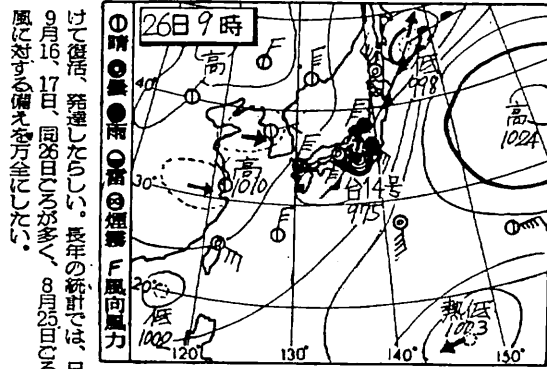 26日9時
①晴 ◎曇 ●雨 雷 煙霧 F風向風力
高
低
998
40°
高
1024
高
1010
台14号
975
30°
20°
低
1002
熱低
1003
120°
130°
140°
150°
けて復活、発達したらしい。長年の統計では、
9月16、17日、同26日ごろが多く、8月25日ごろ
風に対する備えを万全にしたい。